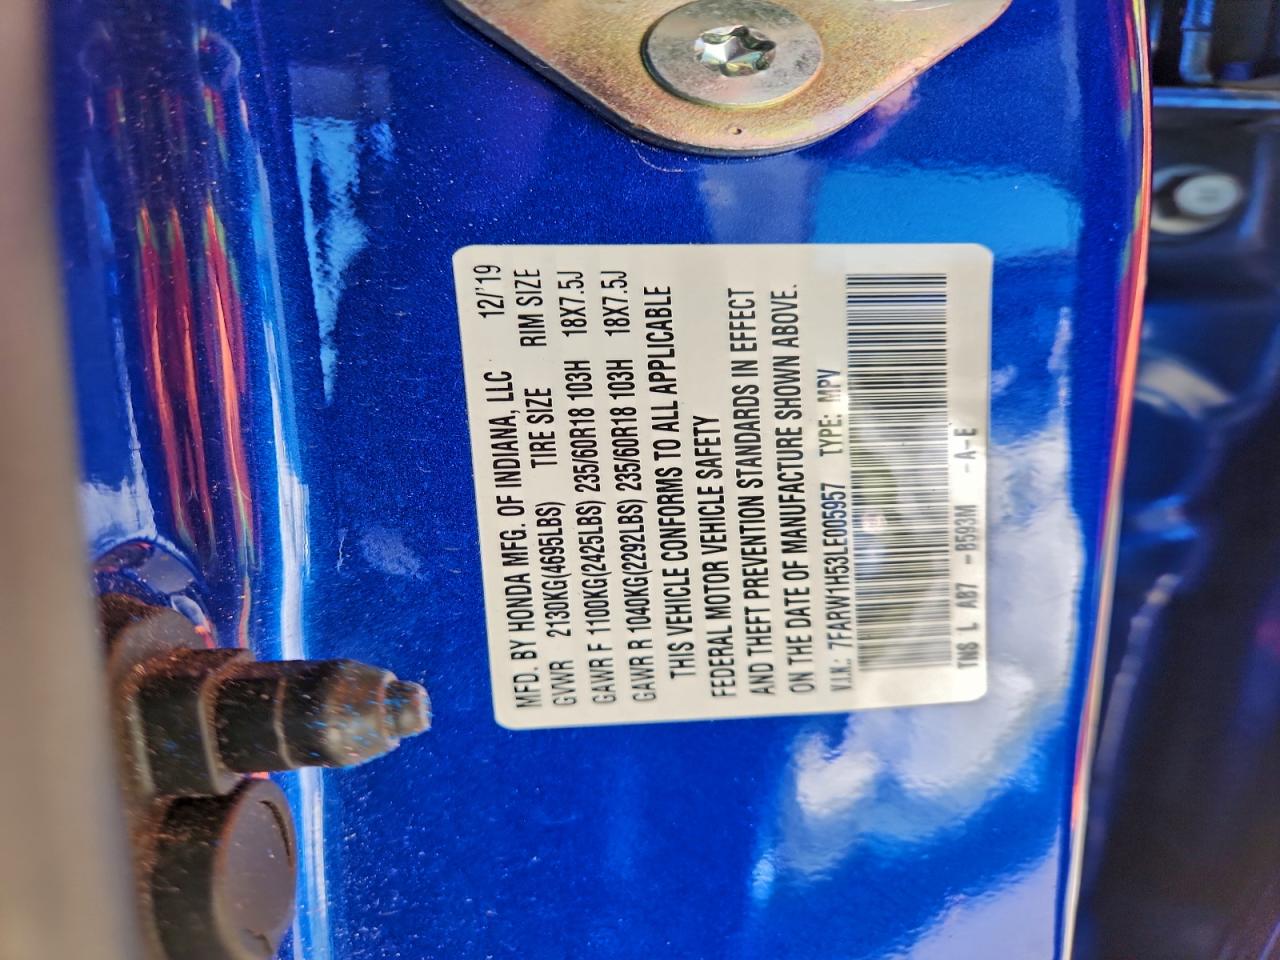 MFD. BY HONDA MFG. OF INDIANA, LLC 12/'19
GVWR 2130KG(4695LBS) TIRE SIZE RIM SIZE
GAWR F 1100KG(2425LBS) 235/60R18 103H 18X7.5J
GAWR R 1040KG(2292LBS) 235/60R18 103H 18X7.5J
THIS VEHICLE CONFORMS TO ALL APPLICABLE
FEDERAL MOTOR VEHICLE SAFETY
AND THEFT PREVENTION STANDARDS IN EFFECT
ON THE DATE OF MANUFACTURE SHOWN ABOVE.
V.I.N.: 7FARW1H53LE005957 TYPE: MPV
TNS L AB7 -B593M -A-E